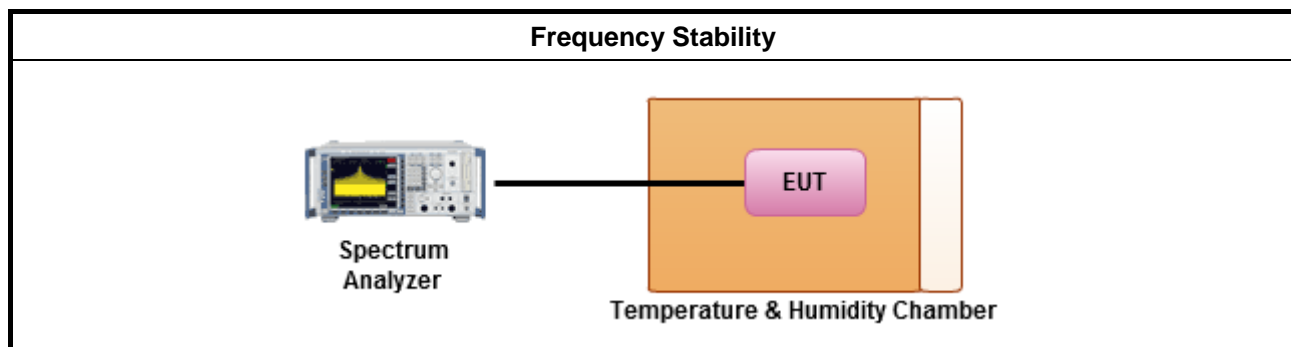 Frequency Stability
EUT
Spectrum
Analyzer
Temperature & Humidity Chamber